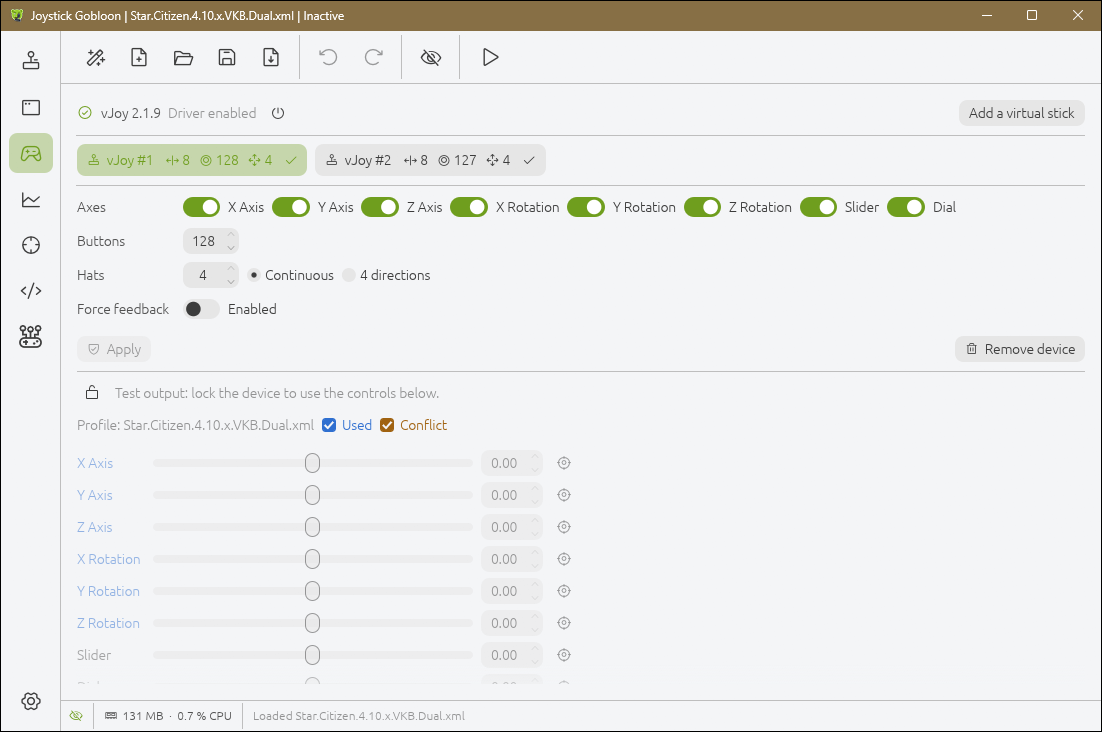 Joystick Gobloon | Star.Citizen.4.10.x.VKB.Dual.xml | Inactive
vJoy 2.1.9 Driver enabled Add a virtual stick
vJoy #1 8 128 4 vJoy #2 8 127 4
Axes X Axis Y Axis Z Axis X Rotation Y Rotation Z Rotation Slider Dial
Buttons 128
Hats 4 Continuous 4 directions
Force feedback Enabled
Apply Remove device
Test output: lock the device to use the controls below.
Profile: Star.Citizen.4.10.x.VKB.Dual.xml Used Conflict
X Axis 0.00
Y Axis 0.00
Z Axis 0.00
X Rotation 0.00
Y Rotation 0.00
Z Rotation 0.00
Slider 0.00
131 MB · 0.7 % CPU Loaded Star.Citizen.4.10.x.VKB.Dual.xml